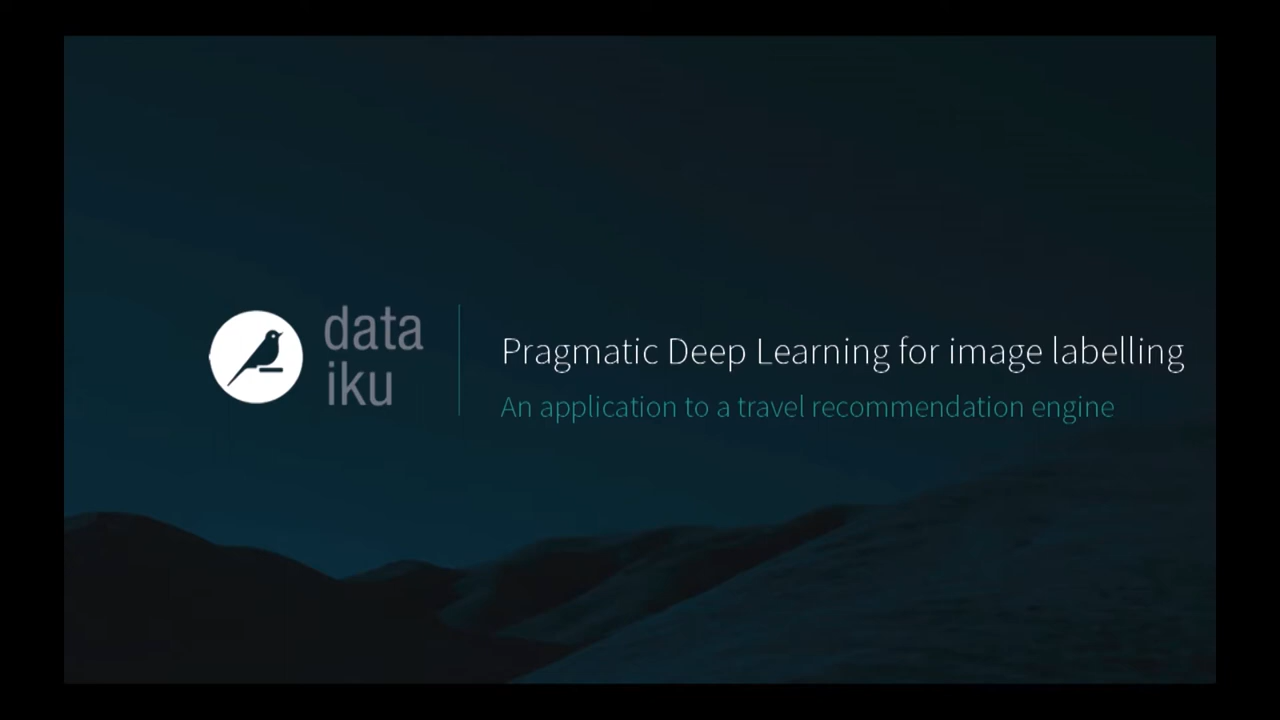 data
iku
Pragmatic Deep Learning for image labelling
An application to a travel recommendation engine